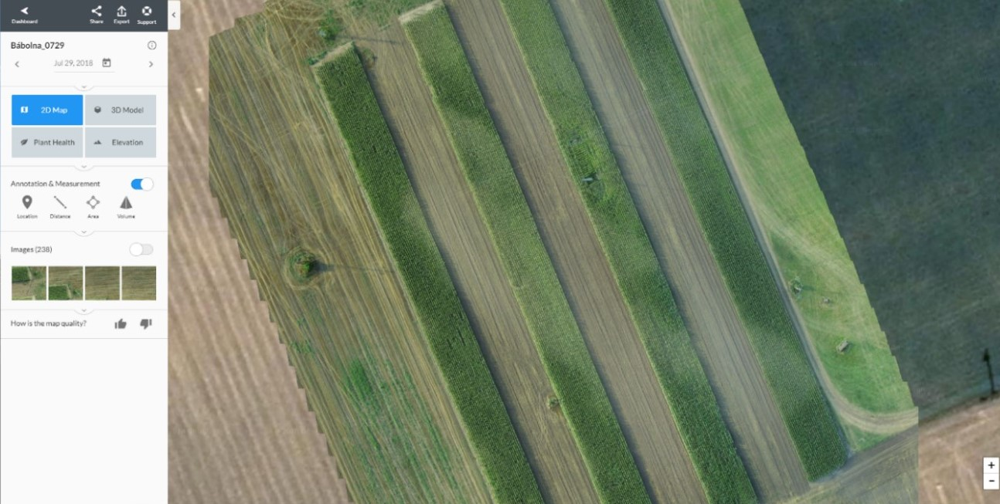 Dashboard Share Export Support
Bábolna_0729
Jul 29, 2018
2D Map 3D Model
Plant Health Elevation
Annotation & Measurement
Location Distance Area Volume
Images (238)
How is the map quality?
+
−